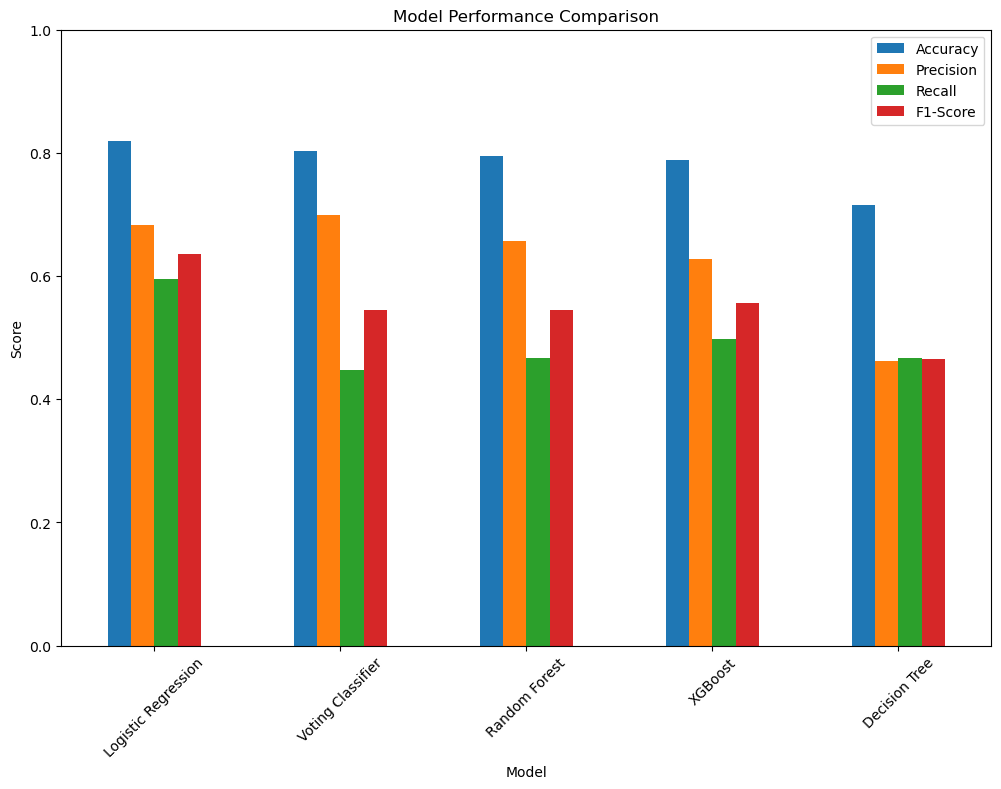 Model Performance Comparison
Accuracy
Precision
Recall
F1-Score
Score
1.0
0.8
0.6
0.4
0.2
0.0
Logistic Regression
Voting Classifier
Random Forest
XGBoost
Decision Tree
Model